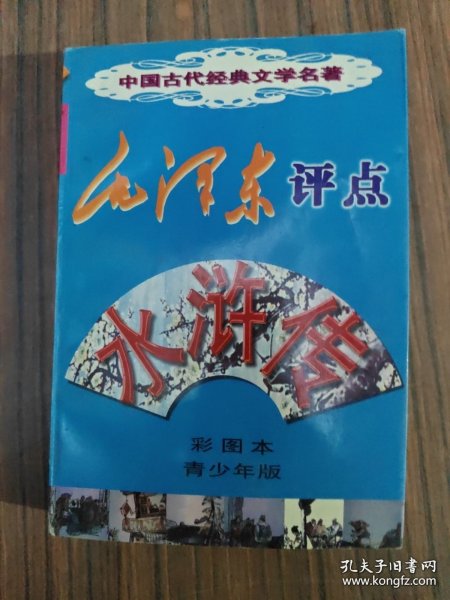 中国古代经典文学名著
毛泽东评点
水浒传
彩图本
青少年版
孔夫子旧书网
www.kongfz.com